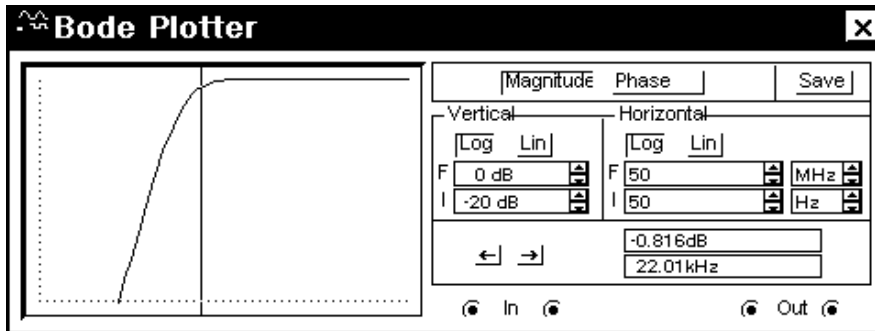 Bode Plotter
Magnitude Phase Save
Vertical Horizontal
Log Lin Log Lin
F 0 dB F 50 MHz
I -20 dB I 50 Hz
-0.816dB
22.01kHz
In Out